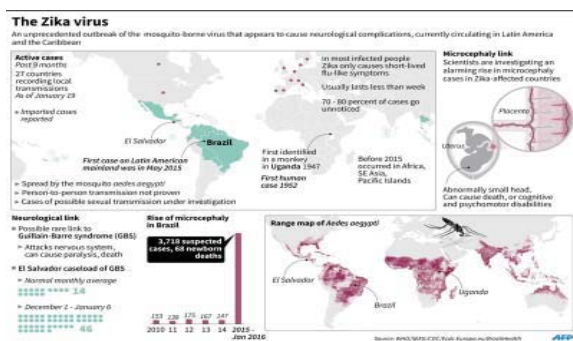 The Zika virus
An unprecedented outbreak of the mosquito-borne virus that appears to cause neurological complications, currently circulating in Latin America
and the Caribbean
Active cases
Past 9 months
27 countries
recording local
transmissions
As of January 29
Imported cases
reported
El Salvador
Brazil
First case on Latin American
mainland was in May 2015
Spread by the mosquito aedes aegypti
Person-to-person transmission not proven
Cases of possible sexual transmission under investigation
In most infected people
Zika only causes short-lived
flu-like symptoms
Usually lasts less than week
70 - 80 percent of cases go
unnoticed
First identified
in a monkey
in Uganda 1947
First human
case 1952
Before 2015
occurred in Africa,
SE Asia,
Pacific Islands
Microcephaly link
Scientists are investigating an
alarming rise in microcephaly
cases in Zika-affected countries
Placenta
Uterus
Abnormally small head.
Can cause death, or cognitive
and psychomotor disabilities
Neurological link
Possible rare link to
Guillain-Barre syndrome (GBS)
Attacks nervous system,
can cause paralysis, death
El Salvador caseload of GBS
Normal monthly average
14
December 1 - January 6
46
Rise of microcephaly
in Brazil
3,718 suspected
cases, 68 newborn
deaths
153 139 175 167 147
2010 11 12 13 14 2015 -
Jan 2016
Range map of Aedes aegypti
El Salvador
Brazil
Uganda
AFP